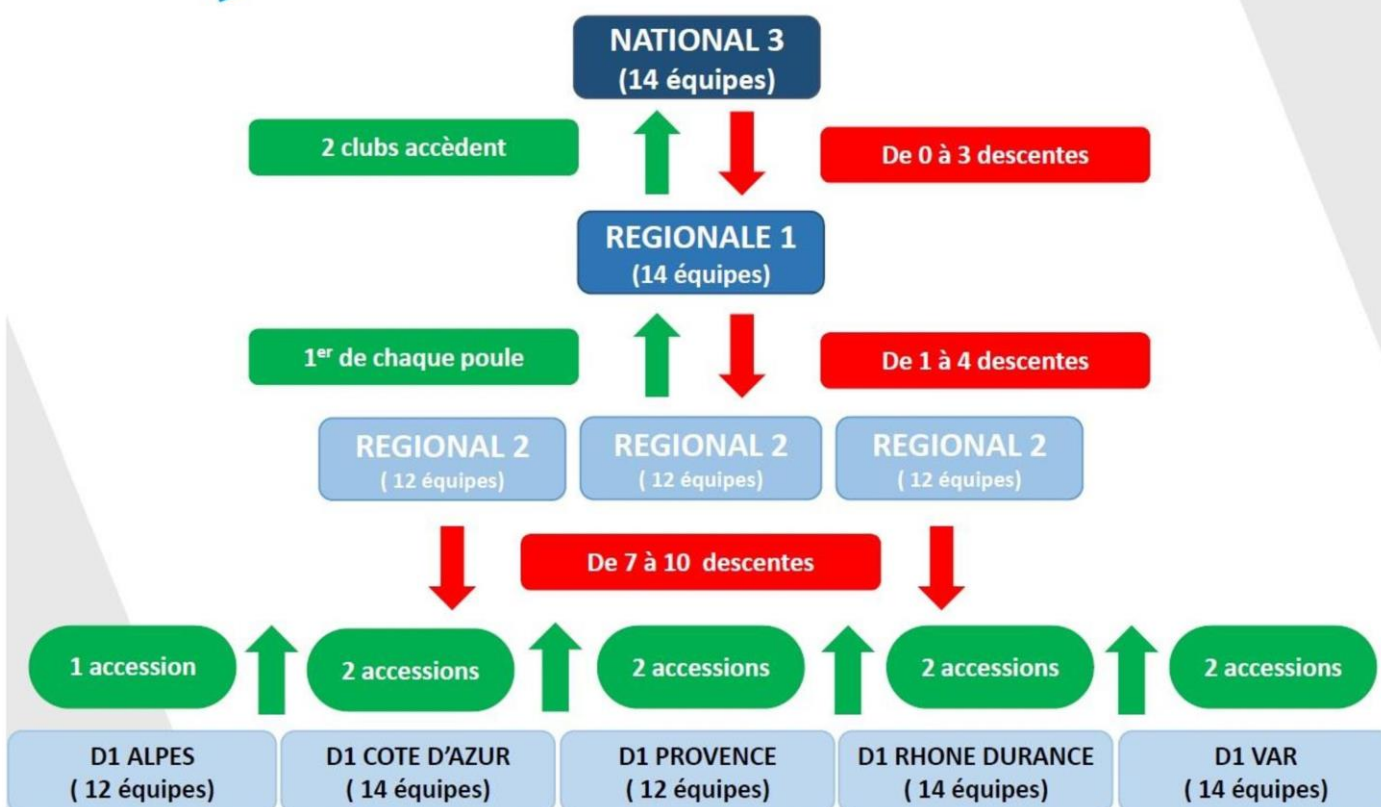 NATIONAL 3
(14 équipes)
2 clubs accèdent
De 0 à 3 descentes
REGIONALE 1
(14 équipes)
1er de chaque poule
De 1 à 4 descentes
REGIONAL 2
( 12 équipes)
REGIONAL 2
( 12 équipes)
REGIONAL 2
( 12 équipes)
De 7 à 10 descentes
1 accession
2 accessions
2 accessions
2 accessions
2 accessions
D1 ALPES
( 12 équipes)
D1 COTE D'AZUR
( 14 équipes)
D1 PROVENCE
( 12 équipes)
D1 RHONE DURANCE
( 14 équipes)
D1 VAR
( 14 équipes)